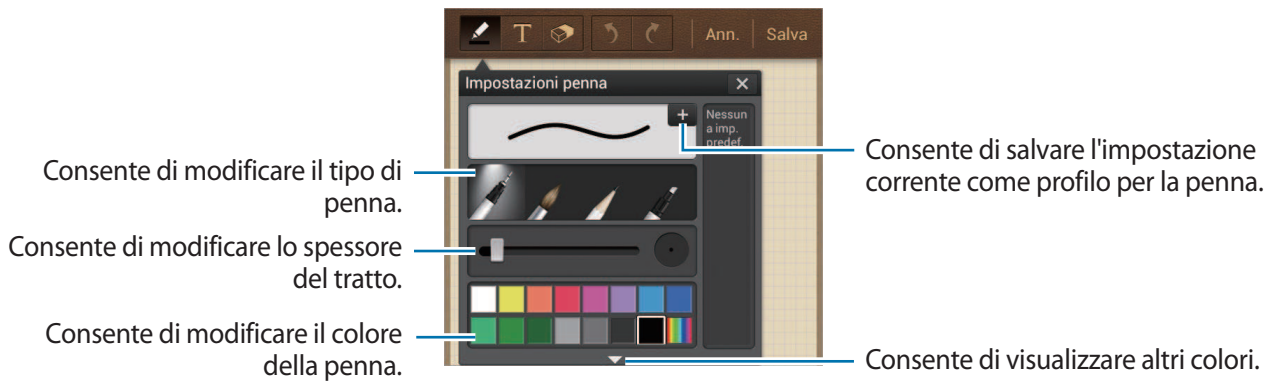 T
Ann.
Salva
Impostazioni penna
Nessun
a imp.
predef.
Consente di modificare il tipo di
penna.
Consente di modificare lo spessore
del tratto.
Consente di modificare il colore
della penna.
Consente di salvare l'impostazione
corrente come profilo per la penna.
Consente di visualizzare altri colori.